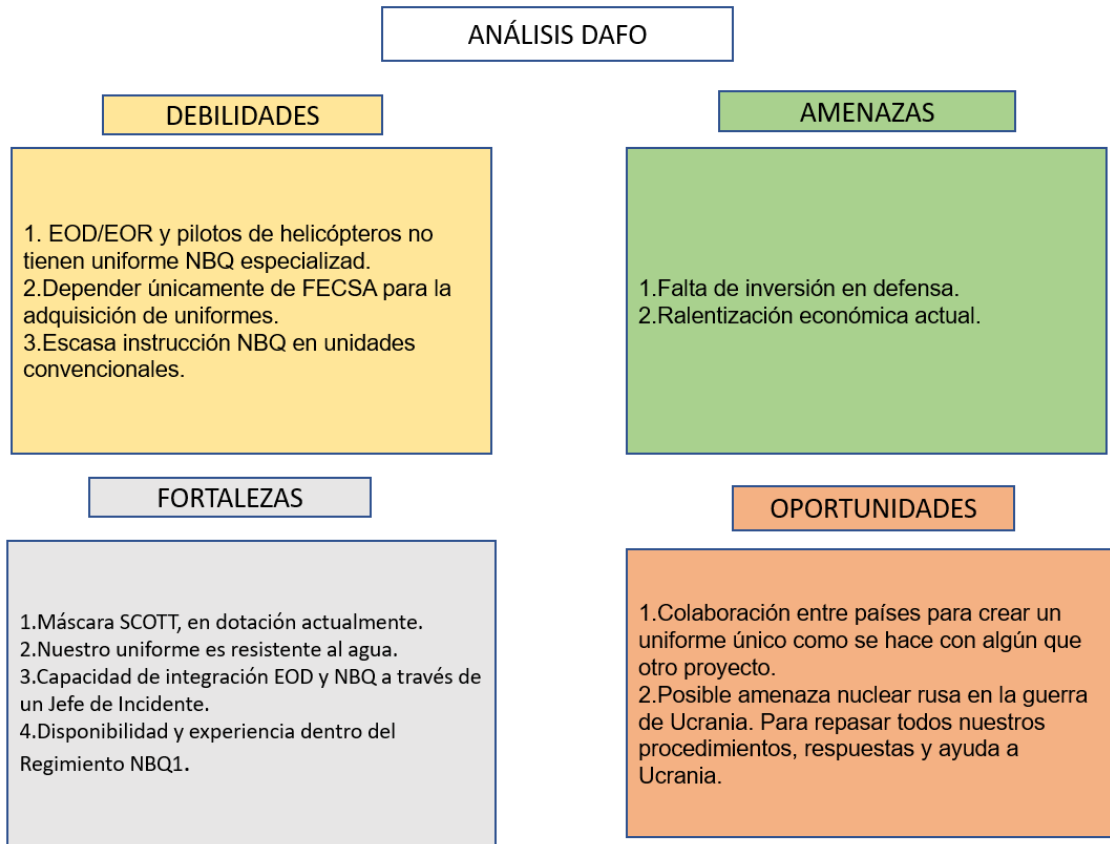 ANÁLISIS DAFO
DEBILIDADES
1. EOD/EOR y pilotos de helicópteros no
tienen uniforme NBQ especializad.
2.Depender únicamente de FECSA para la
adquisición de uniformes.
3.Escasa instrucción NBQ en unidades
convencionales.
AMENAZAS
1.Falta de inversión en defensa.
2.Ralentización económica actual.
FORTALEZAS
1.Máscara SCOTT, en dotación actualmente.
2.Nuestro uniforme es resistente al agua.
3.Capacidad de integración EOD y NBQ a través de
un Jefe de Incidente.
4.Disponibilidad y experiencia dentro del
Regimiento NBQ1.
OPORTUNIDADES
1.Colaboración entre países para crear un
uniforme único como se hace con algún que
otro proyecto.
2.Posible amenaza nuclear rusa en la guerra
de Ucrania. Para repasar todos nuestros
procedimientos, respuestas y ayuda a
Ucrania.